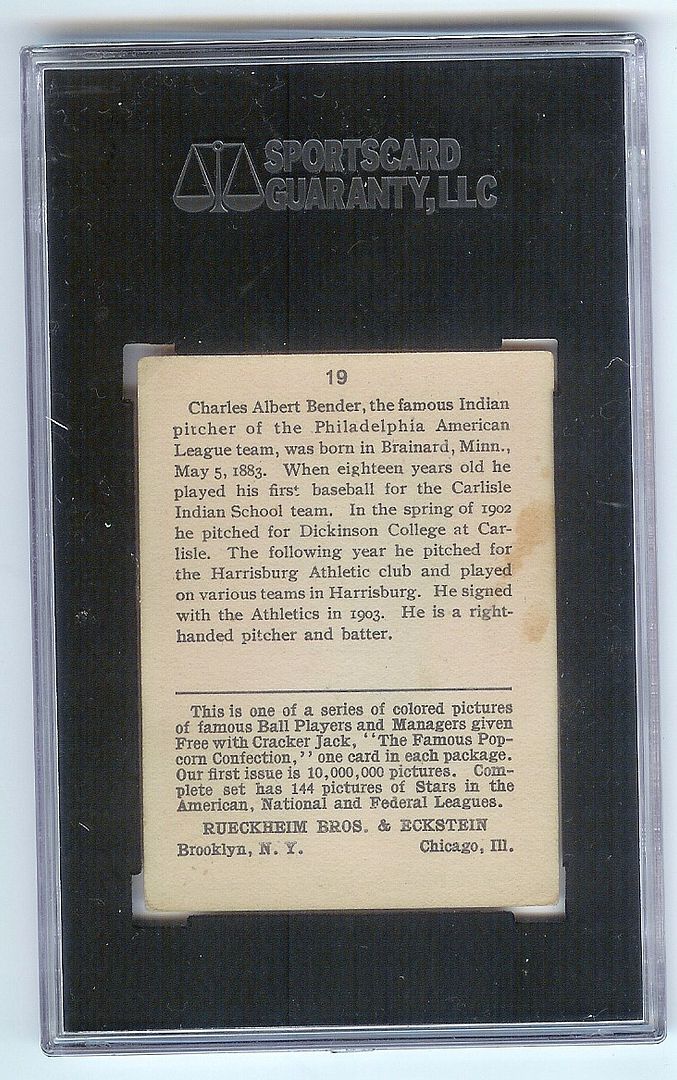 SPORTSCARD
GUARANTY, LLC
19
Charles Albert Bender, the famous Indian
pitcher of the Philadelphia American
League team, was born in Brainard, Minn.,
May 5, 1883. When eighteen years old he
played his first baseball for the Carlisle
Indian School team. In the spring of 1902
he pitched for Dickinson College at Car-
lisle. The following year he pitched for
the Harrisburg Athletic club and played
on various teams in Harrisburg. He signed
with the Athletics in 1903. He is a right-
handed pitcher and batter.
This is one of a series of colored pictures
of famous Ball Players and Managers given
Free with Cracker Jack, "The Famous Pop-
corn Confection," one card in each package.
Our first issue is 10,000,000 pictures. Com-
plete set has 144 pictures of Stars in the
American, National and Federal Leagues.
RUECKHEIM BROS. & ECKSTEIN
Brooklyn, N. Y. Chicago, Ill.